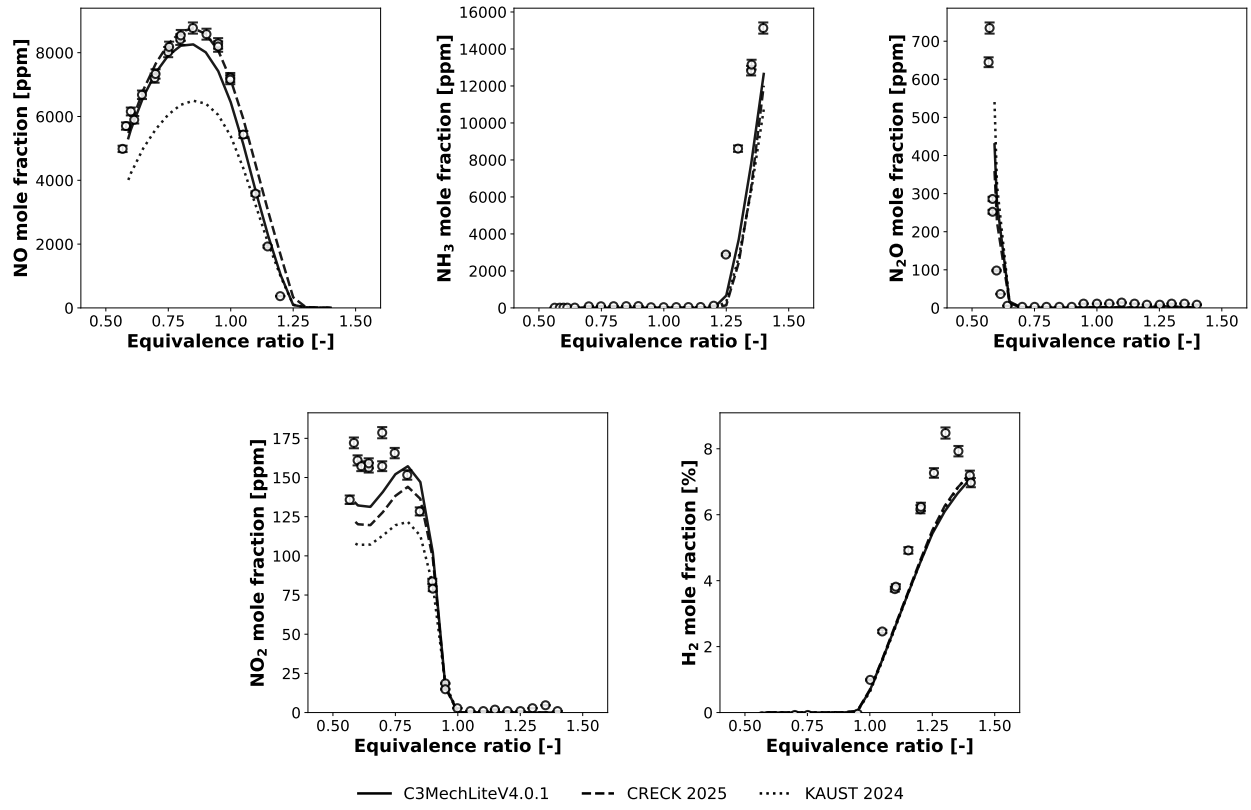 NO mole fraction [ppm]
8000
6000
4000
2000
0
0.50 0.75 1.00 1.25 1.50
Equivalence ratio [-]
NH3 mole fraction [ppm]
16000
14000
12000
10000
8000
6000
4000
2000
0
0.50 0.75 1.00 1.25 1.50
Equivalence ratio [-]
N2O mole fraction [ppm]
700
600
500
400
300
200
100
0
0.50 0.75 1.00 1.25 1.50
Equivalence ratio [-]
NO2 mole fraction [ppm]
175
150
125
100
75
50
25
0
0.50 0.75 1.00 1.25 1.50
Equivalence ratio [-]
H2 mole fraction [%]
8
6
4
2
0
0.50 0.75 1.00 1.25 1.50
Equivalence ratio [-]
C3MechLiteV4.0.1 CRECK 2025 KAUST 2024